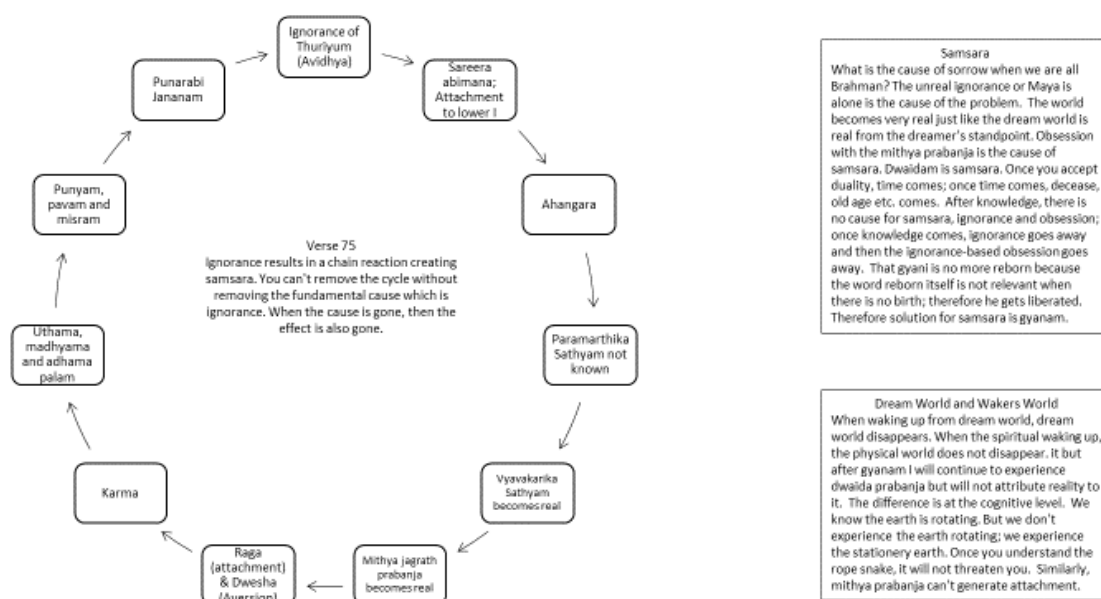 Ignorance of
Thuriyum
(Avidhya)
Sareera
abimana;
Attachment
to lower I
Ahangara
Paramarthika
Sathyam not
known
Vyavakarika
Sathyam
becomes real
Mithya jagrath
prabanja
becomes real
Raga
(attachment)
& Dwesha
(Aversion)
Karma
Uthama,
madhyama
and adhama
palam
Punyam,
pavam and
misram
Punarabi
Jananam
Verse 75
Ignorance results in a chain reaction creating
samsara. You can't remove the cycle without
removing the fundamental cause which is
ignorance. When the cause is gone, then the
effect is also gone.
Samsara
What is the cause of sorrow when we are all
Brahman? The unreal ignorance or Maya is
alone is the cause of the problem. The world
becomes very real just like the dream world is
real from the dreamer's standpoint. Obsession
with the mithya prabanja is the cause of
samsara. Dwaidam is samsara. Once you accept
duality, time comes; once time comes, decease,
old age etc. comes. After knowledge, there is
no cause for samsara, ignorance and obsession;
once knowledge comes, ignorance goes away
and then the ignorance-based obsession goes
away. That gyani is no more reborn because
the word reborn itself is not relevant when
there is no birth; therefore he gets liberated.
Therefore solution for samsara is gyanam.
Dream World and Wakers World
When waking up from dream world, dream
world disappears. When the spiritual waking up,
the physical world does not disappear. it but
after gyanam I will continue to experience
dwaida prabanja but will not attribute reality to
it. The difference is at the cognitive level. We
know the earth is rotating. But we don't
experience the earth rotating; we experience
the stationery earth. Once you understand the
rope snake, it will not threaten you. Similarly,
mithya prabanja can't generate attachment.